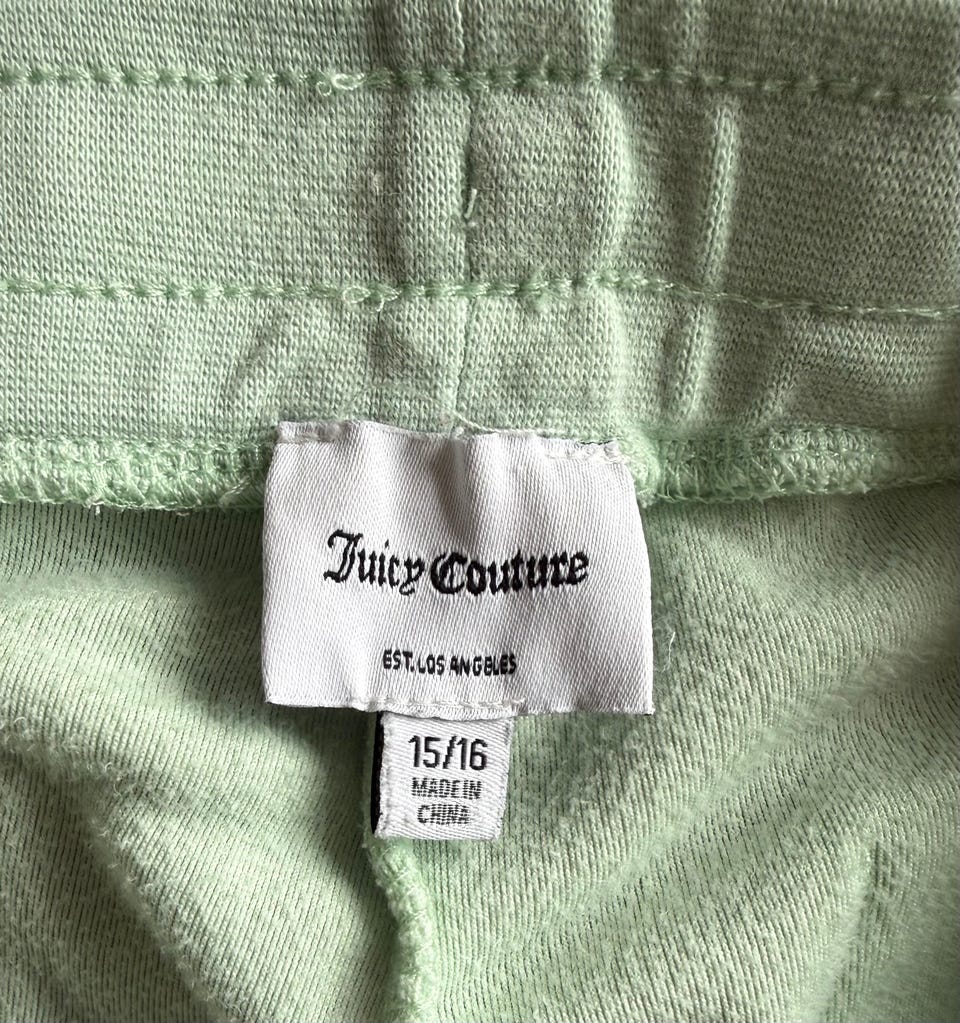 Juicy Couture
EST. LOS ANGELES
15/16
MADE IN
CHINA